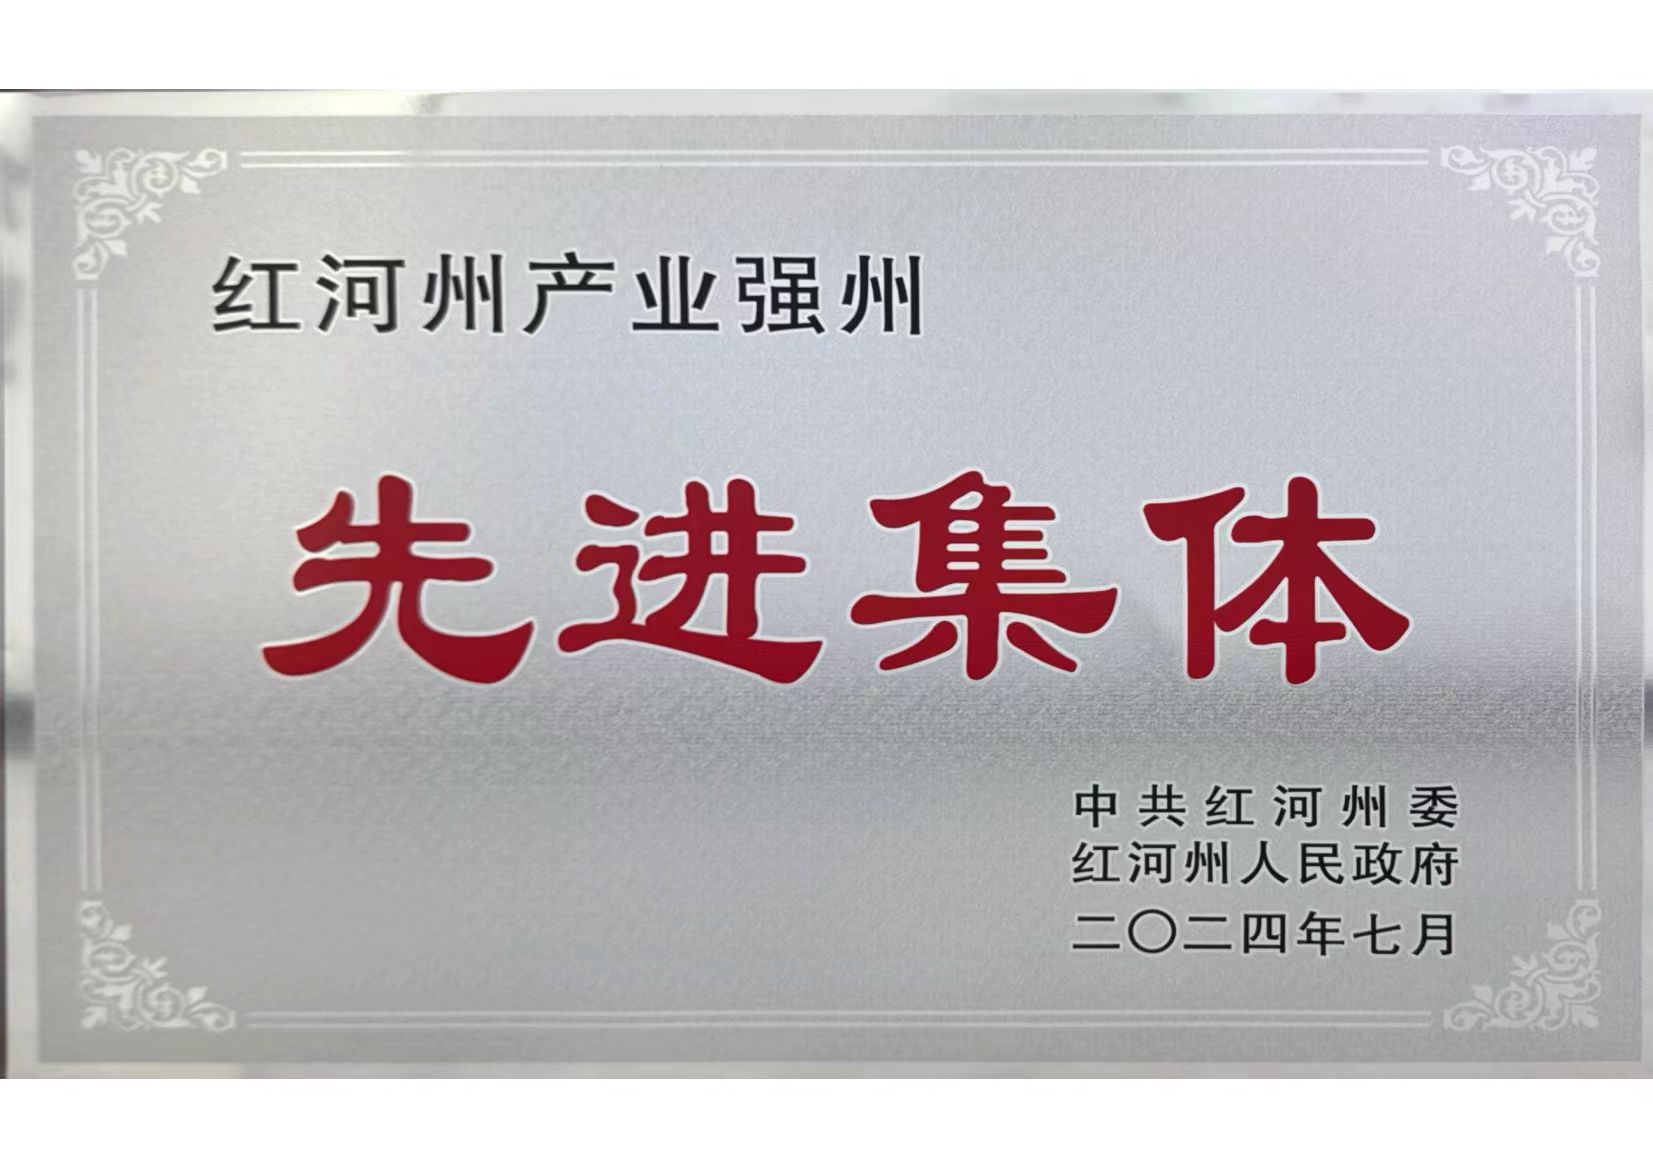 红河州产业强州
先进集体
中共红河州委
红河州人民政府
二〇二四年七月